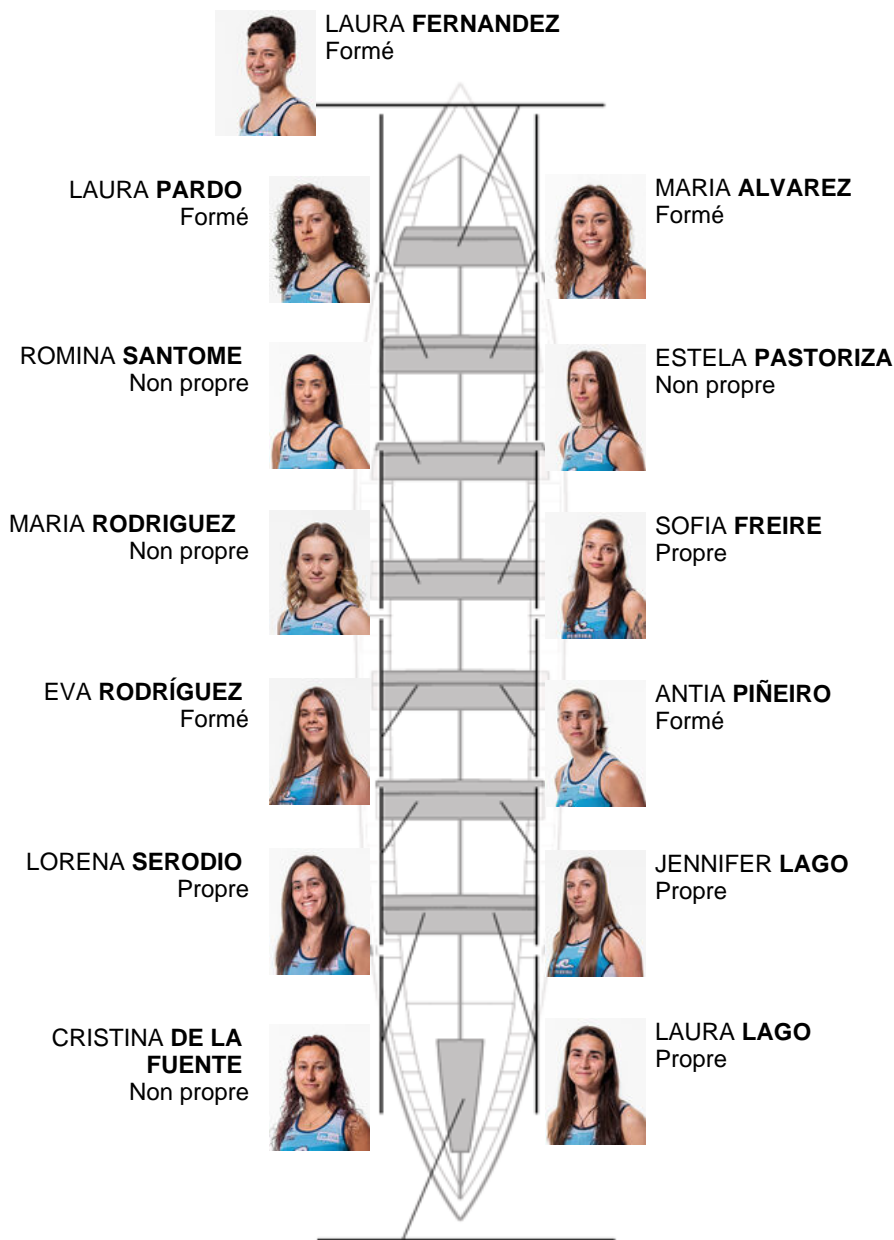 LAURA FERNANDEZ
Formé
LAURA PARDO
Formé
MARIA ALVAREZ
Formé
ROMINA SANTOME
Non propre
ESTELA PASTORIZA
Non propre
MARIA RODRIGUEZ
Non propre
SOFIA FREIRE
Propre
EVA RODRÍGUEZ
Formé
ANTIA PIÑEIRO
Formé
LORENA SERODIO
Propre
JENNIFER LAGO
Propre
CRISTINA DE LA
FUENTE
Non propre
LAURA LAGO
Propre